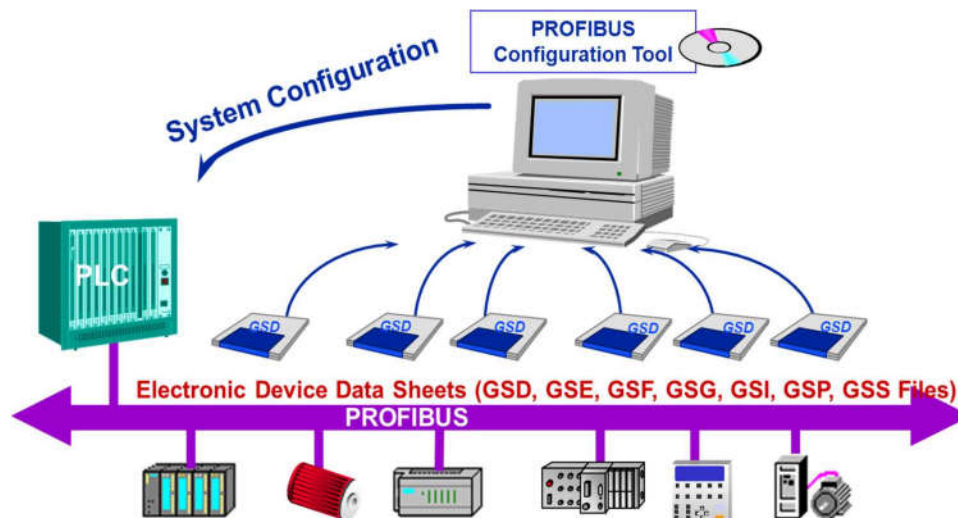 PROFIBUS
Configuration Tool
System Configuration
PLC
GSD
GSD
GSD
GSD
GSD
GSD
Electronic Device Data Sheets (GSD, GSE, GSF, GSG, GSI, GSP, GSS Files)
PROFIBUS